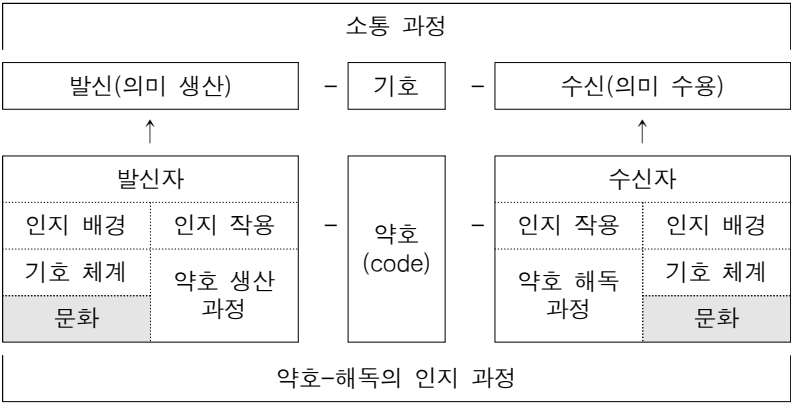 소통 과정
발신(의미 생산) – 기호 – 수신(의미 수용)
↑ ↑
발신자 수신자
인지 배경 인지 작용 – 약호 – 인지 작용 인지 배경
(code)
기호 체계 약호 생산 약호 해독 기호 체계
과정 과정
문화 문화
약호–해독의 인지 과정